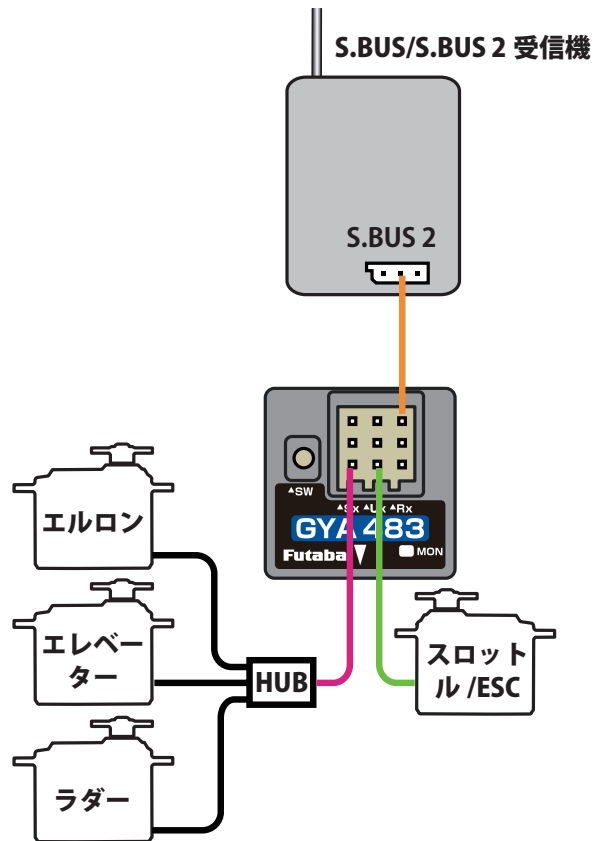 S.BUS/S.BUS 2 受信機
S.BUS 2
▲SW
▲Sx ▲Ux ▲Rx
GYA 483
Futaba
MON
エルロン
エレベー
ター
HUB
スロット
ル /ESC
ラダー